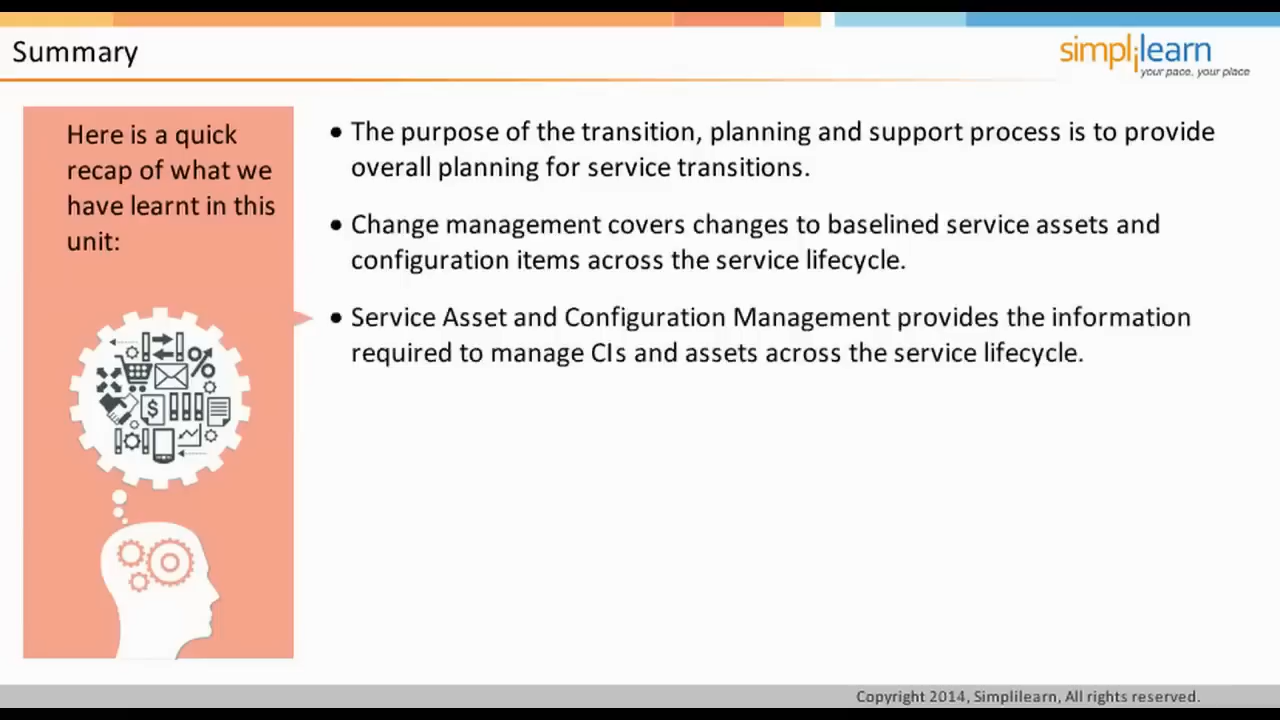 Summary
simplilearn
your pace, your place
Here is a quick
recap of what we
have learnt in this
unit:
• The purpose of the transition, planning and support process is to provide
overall planning for service transitions.
• Change management covers changes to baselined service assets and
configuration items across the service lifecycle.
• Service Asset and Configuration Management provides the information
required to manage CIs and assets across the service lifecycle.
Copyright 2014, Simplilearn, All rights reserved.